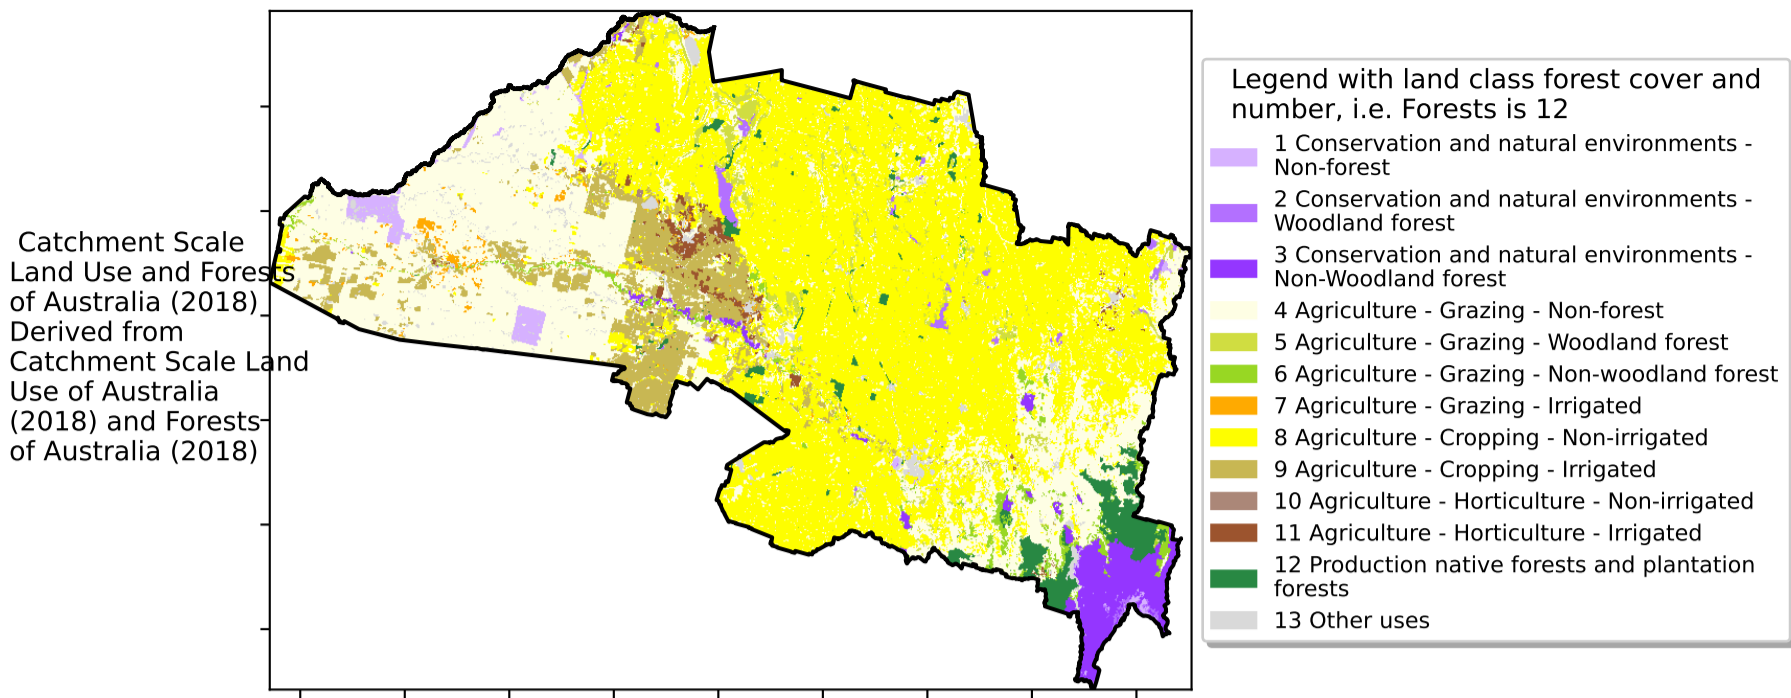 Catchment Scale
Land Use and Forests
of Australia (2018)
Derived from
Catchment Scale Land
Use of Australia
(2018) and Forests
of Australia (2018)
Legend with land class forest cover and
number, i.e. Forests is 12
1 Conservation and natural environments -
Non-forest
2 Conservation and natural environments -
Woodland forest
3 Conservation and natural environments -
Non-Woodland forest
4 Agriculture - Grazing - Non-forest
5 Agriculture - Grazing - Woodland forest
6 Agriculture - Grazing - Non-woodland forest
7 Agriculture - Grazing - Irrigated
8 Agriculture - Cropping - Non-irrigated
9 Agriculture - Cropping - Irrigated
10 Agriculture - Horticulture - Non-irrigated
11 Agriculture - Horticulture - Irrigated
12 Production native forests and plantation
forests
13 Other uses